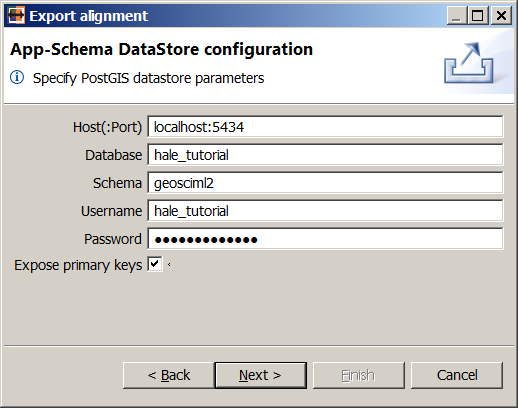 Export alignment
App-Schema DataStore configuration
Specify PostGIS datastore parameters
Host(:Port) localhost:5434
Database hale_tutorial
Schema geosciml2
Username hale_tutorial
Password ●●●●●●●●●●●●●
Expose primary keys
< Back Next > Finish Cancel